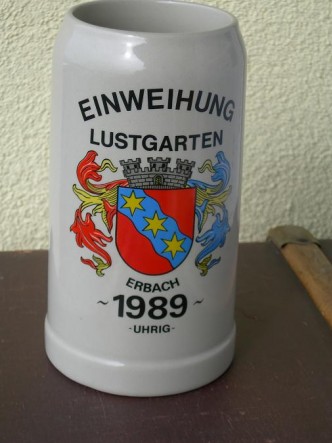 EINWEIHUNG
LUSTGARTEN
ERBACH
~ 1989 ~
-UHRIG-